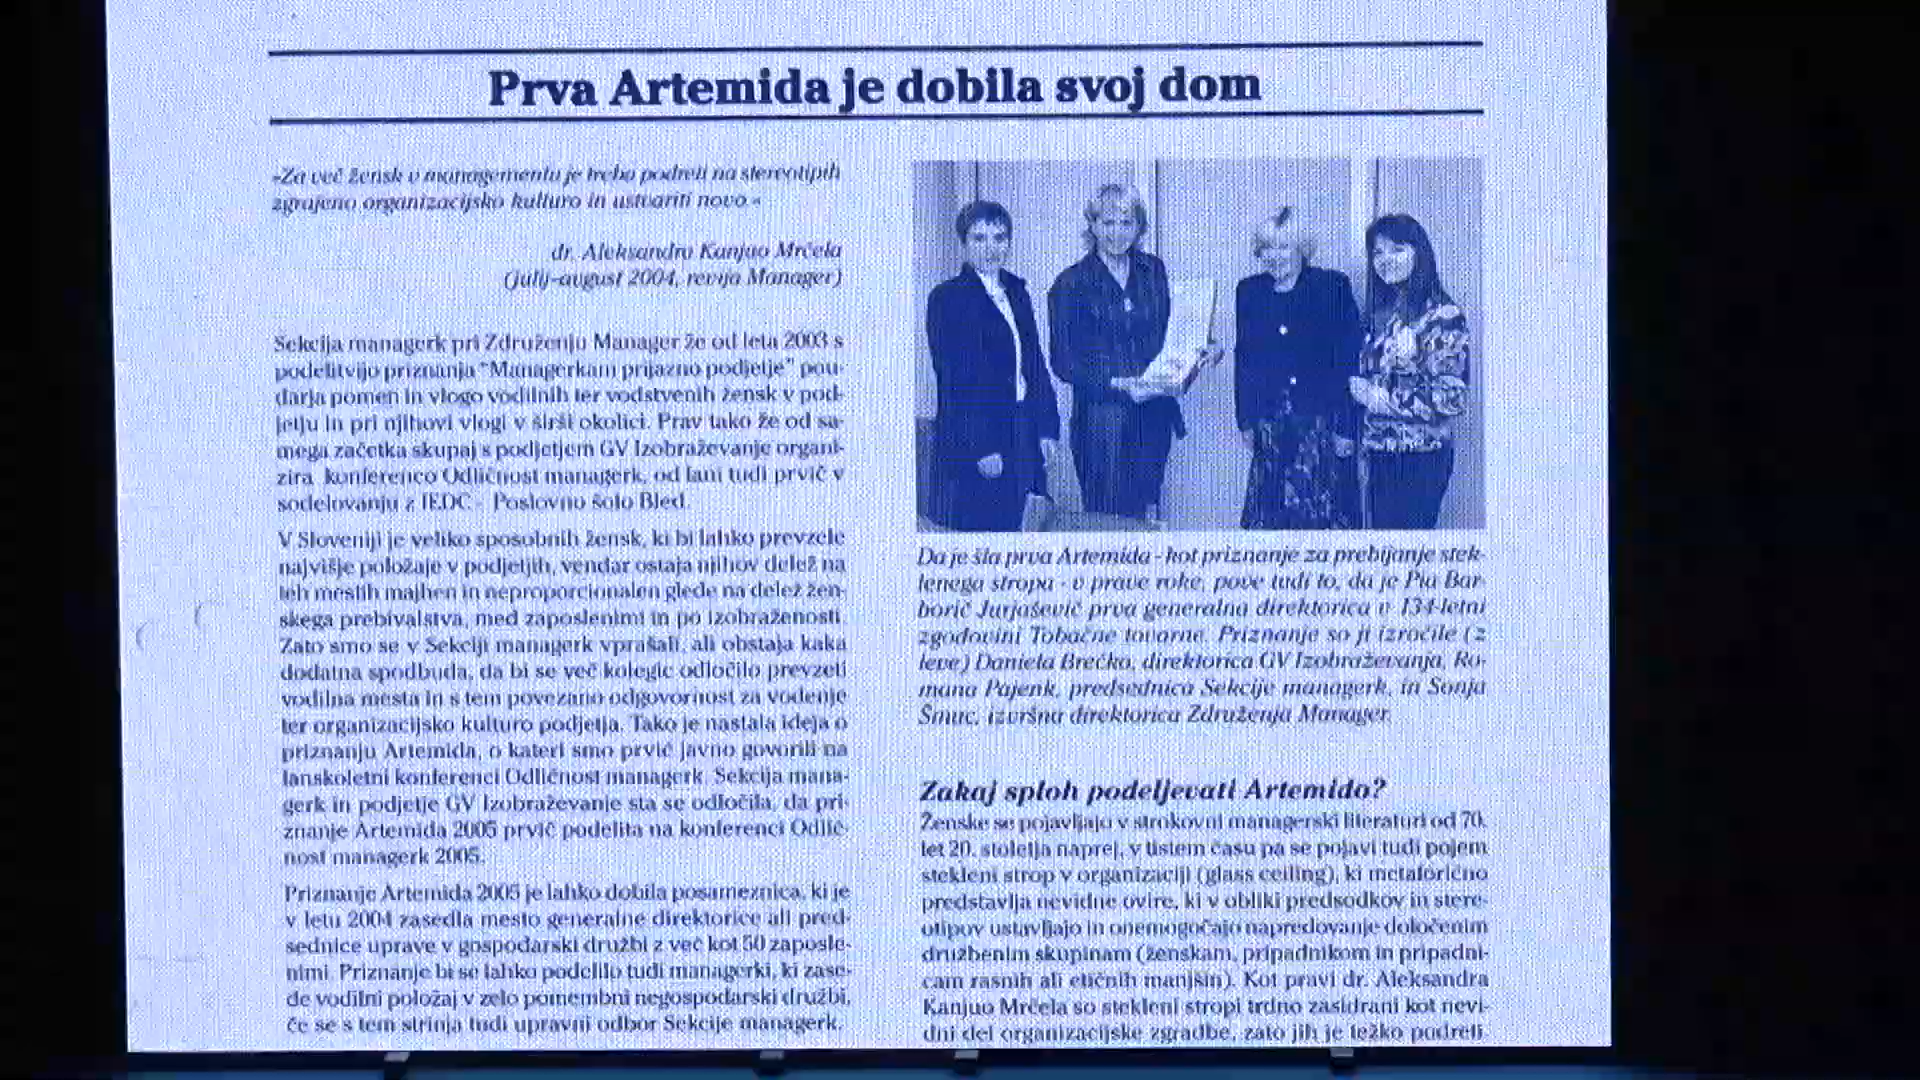 Prva Artemida je dobila svoj dom
»Za več žensk v managementu je treba podreti na stereotipih
zgrajeno organizacijsko kulturo in ustvariti novo.«
dr. Aleksandra Kanjuo Mrčela
(julij-avgust 2004, revija Manager)
Sekcija managerk pri Združenju Manager že od leta 2003 s
podelitvijo priznanja "Managerkam prijazno podjetje" pou-
darja pomen in vlogo vodilnih ter vodstvenih žensk v pod-
jetju in pri njihovi vlogi v širši okolici. Prav tako že od sa-
mega začetka skupaj s podjetjem GV Izobraževanje organi-
zira konferenco Odličnost managerk, od lani tudi prvič v
sodelovanju z IEDC - Poslovno šolo Bled.
V Sloveniji je veliko sposobnih žensk, ki bi lahko prevzele
najvišje položaje v podjetjih, vendar ostaja njihov delež na
teh mestih majhen in neproporcionalen glede na delež žen-
skega prebivalstva, med zaposlenimi in po izobraženosti.
Zato smo se v Sekciji managerk vprašali, ali obstaja kaka
dodatna spodbuda, da bi se več kolegic odločilo prevzeti
vodilna mesta in s tem povezano odgovornost za vodenje
ter organizacijsko kulturo podjetja. Tako je nastala ideja o
priznanju Artemida, o kateri smo prvič javno govorili na
lanskoletni konferenci Odličnost managerk. Sekcija mana-
gerk in podjetje GV Izobraževanje sta se odločila, da pri-
znanje Artemida 2005 prvič podelita na konferenci Odlič-
nost managerk 2005.
Priznanje Artemida 2005 je lahko dobila posameznica, ki je
v letu 2004 zasedla mesto generalne direktorice ali pred-
sednice uprave v gospodarski družbi z več kot 50 zaposle-
nimi. Priznanje bi se lahko podelilo tudi managerki, ki zase-
de vodilni položaj v zelo pomembni negospodarski družbi,
če se s tem strinja tudi upravni odbor Sekcije managerk.
Da je šla prva Artemida - kot priznanje za prebijanje stek-
lenega stropa - v prave roke, pove tudi to, da je Pia Bar-
borič Jurjaševič prva generalna direktorica v 134-letni
zgodovini Tobačne tovarne. Priznanje so ji izročile (z
leve) Daniela Brečko, direktorica GV Izobraževanja, Ro-
mana Pajenk, predsednica Sekcije managerk, in Sonja
Šmuc, izvršna direktorica Združenja Manager.
Zakaj sploh podeljevati Artemido?
Ženske se pojavljajo v strokovni managerski literaturi od 70.
let 20. stoletja naprej, v tistem času pa se pojavi tudi pojem
stekleni strop v organizaciji (glass ceiling), ki metaforično
predstavlja nevidne ovire, ki v obliki predsodkov in stere-
otipov ustavljajo in onemogočajo napredovanje določenim
družbenim skupinam (ženskam, pripadnikom in pripadni-
cam rasnih ali etičnih manjšin). Kot pravi dr. Aleksandra
Kanjuo Mrčela so stekleni stropi trdno zasidrani kot nevi-
dni del organizacijske zgradbe, zato jih je težko podreti.